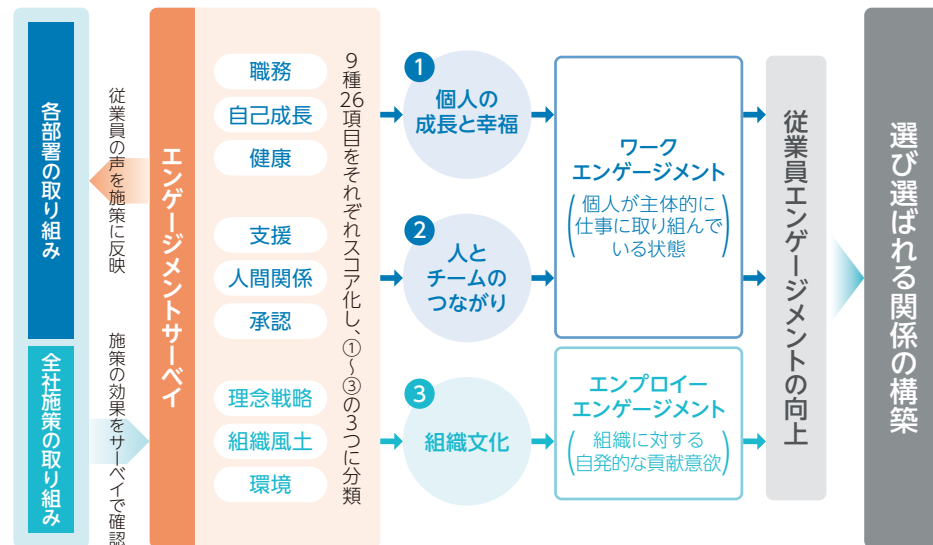 各部署の取り組み
全社施策の取り組み
従業員の声を施策に反映
施策の効果をサーベイで確認
エンゲージメントサーベイ
職務
自己成長
健康
支援
人間関係
承認
理念戦略
組織風土
環境
9種26項目をそれぞれスコア化し、①~③の3つに分類
1
個人の
成長と幸福
2
人と
チームの
つながり
3
組織文化
ワーク
エンゲージメント
(個人が主体的に
仕事に取り組んで
いる状態)
エンプロイー
エンゲージメント
(組織に対する
自発的な貢献意欲)
従業員エンゲージメントの向上
選び選ばれる関係の構築